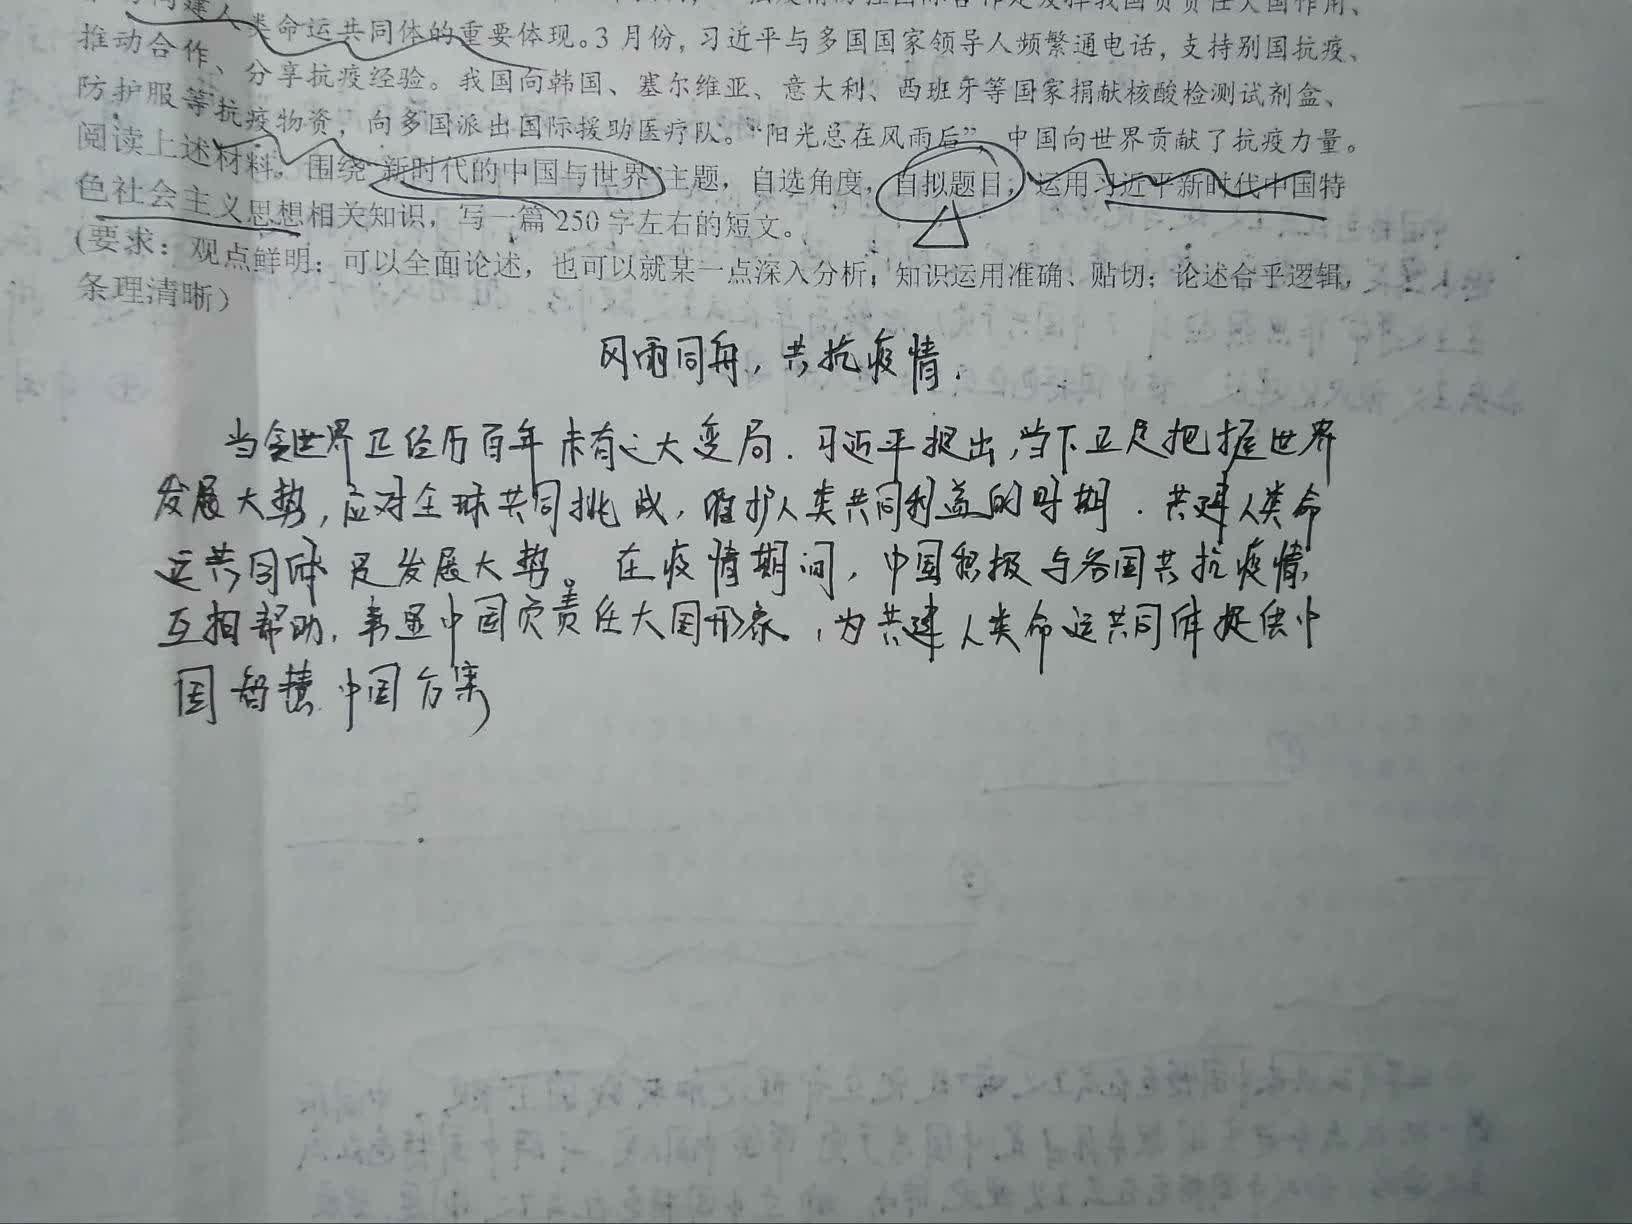 构建人类命运共同体的重要体现。3月份，习近平与多国国家领导人频繁通电话，支持别国抗疫、
推动合作、分享抗疫经验。我国向韩国、塞尔维亚、意大利、西班牙等国家捐献核酸检测试剂盒、
防护服等抗疫物资，向多国派出国际援助医疗队。“阳光总在风雨后”，中国向世界贡献了抗疫力量。
阅读上述材料，围绕“新时代的中国与世界”主题，自选角度，自拟题目，运用习近平新时代中国特
色社会主义思想相关知识，写一篇250字左右的短文。
(要求：观点鲜明；可以全面论述，也可以就某一点深入分析；知识运用准确、贴切；论述合乎逻辑，
条理清晰）
风雨同舟，共抗疫情.
当今世界正经历百年未有之大变局.习近平提出,当下正是把握世界
发展大势,应对全球共同挑战,维护人类共同利益的时期.共建人类命
运共同体是发展大势。在疫情期间,中国积极与各国共抗疫情,
互相帮助,彰显中国负责任大国形象。,为共建人类命运共同体提供中
国智慧中国方案